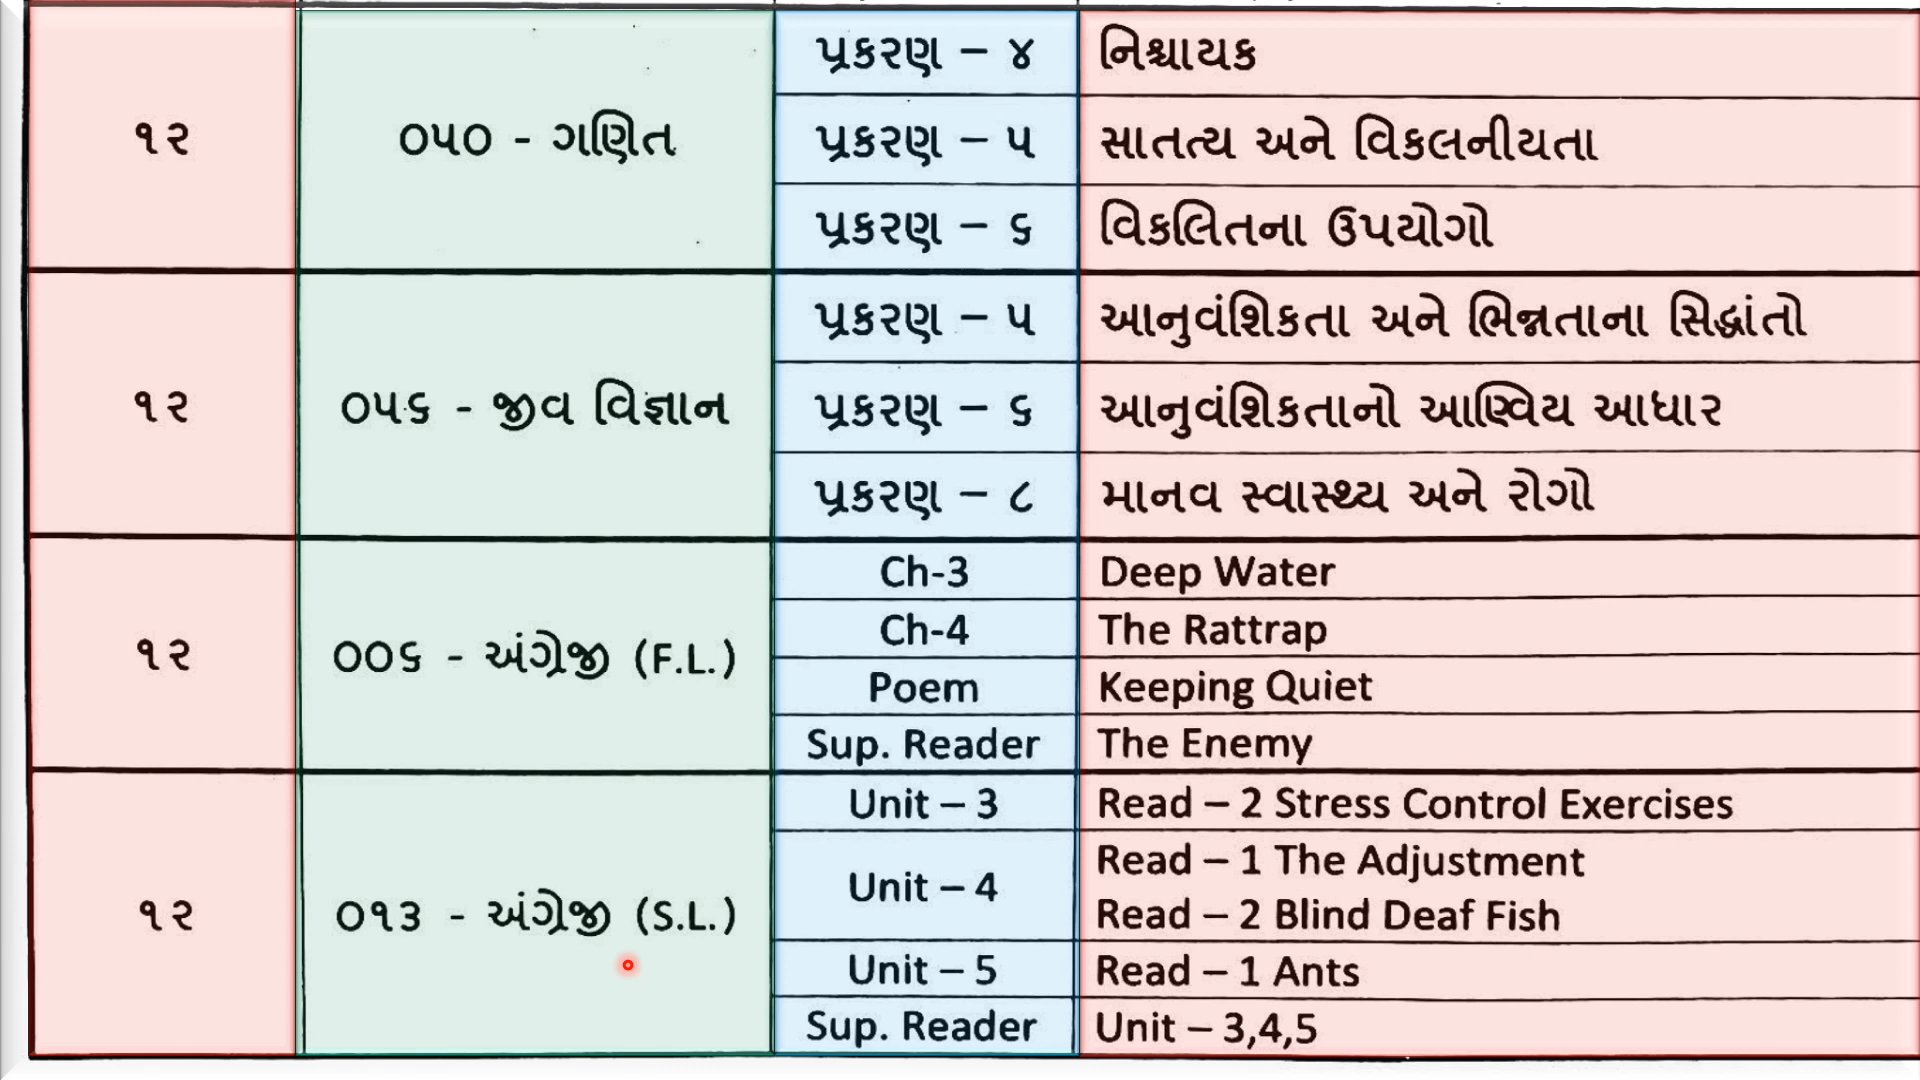 ૧૨
૦૫૦ - ગણિત
પ્રકરણ – ૪
નિશ્ચાયક
પ્રકરણ – ૫
સાતત્ય અને વિકલનીયતા
પ્રકરણ – ૬
વિકલિતના ઉપયોગો
૧૨
૦૫૬ - જીવ વિજ્ઞાન
પ્રકરણ – ૫
આનુવંશિકતા અને ભિન્નતાના સિદ્ધાંતો
પ્રકરણ – ૬
આનુવંશિકતાનો આણ્વિય આધાર
પ્રકરણ – ૮
માનવ સ્વાસ્થ્ય અને રોગો
૧૨
૦૦૬ - અંગ્રેજી (F.L.)
Ch-3
Deep Water
Ch-4
The Rattrap
Poem
Keeping Quiet
Sup. Reader
The Enemy
૧૨
૦૧૩ - અંગ્રેજી (S.L.)
Unit – 3
Read – 2 Stress Control Exercises
Unit – 4
Read – 1 The Adjustment
Read – 2 Blind Deaf Fish
Unit – 5
Read – 1 Ants
Sup. Reader
Unit – 3,4,5